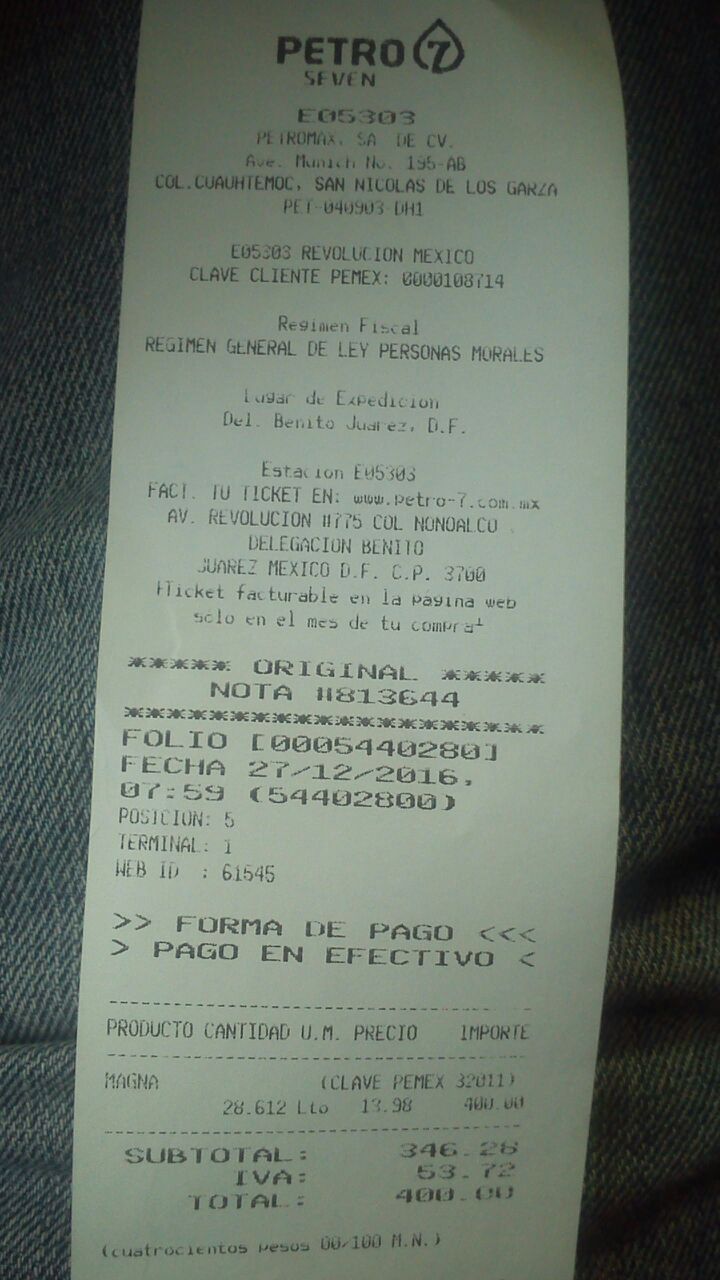 PETRO 7
SEVEN
E05303
PETROMAX, SA DE CV.
Ave. Munich No. 195-AB
COL.CUAUHTEMOC, SAN NICOLAS DE LOS GARZA
PET-040903-DH1
E05303 REVOLUCION MEXICO
CLAVE CLIENTE PEMEX: 0000108714
Regimen Fiscal
REGIMEN GENERAL DE LEY PERSONAS MORALES
Lugar de Expedicion
Del. Benito Juarez, D.F.
Estacion E05303
FACT. TU TICKET EN: www.petro-7.com.mx
AV. REVOLUCION #775 COL NONOALCO
DELEGACION BENITO
JUAREZ MEXICO D.F. C.P. 3700
Ticket facturable en la pagina web
solo en el mes de tu compra
***** ORIGINAL *****
NOTA #813644
**************************
FOLIO [0005440280]
FECHA 27/12/2016,
07:59 (54402800)
POSICION: 5
TERMINAL: 1
WEB ID : 61545
>> FORMA DE PAGO <<<
> PAGO EN EFECTIVO <
PRODUCTO CANTIDAD U.M. PRECIO IMPORTE
MAGNA (CLAVE PEMEX 32011)
28.612 Lto 13.98 400.00
SUBTOTAL: 346.28
IVA: 53.72
TOTAL: 400.00
(cuatrocientos pesos 00/100 M.N.)